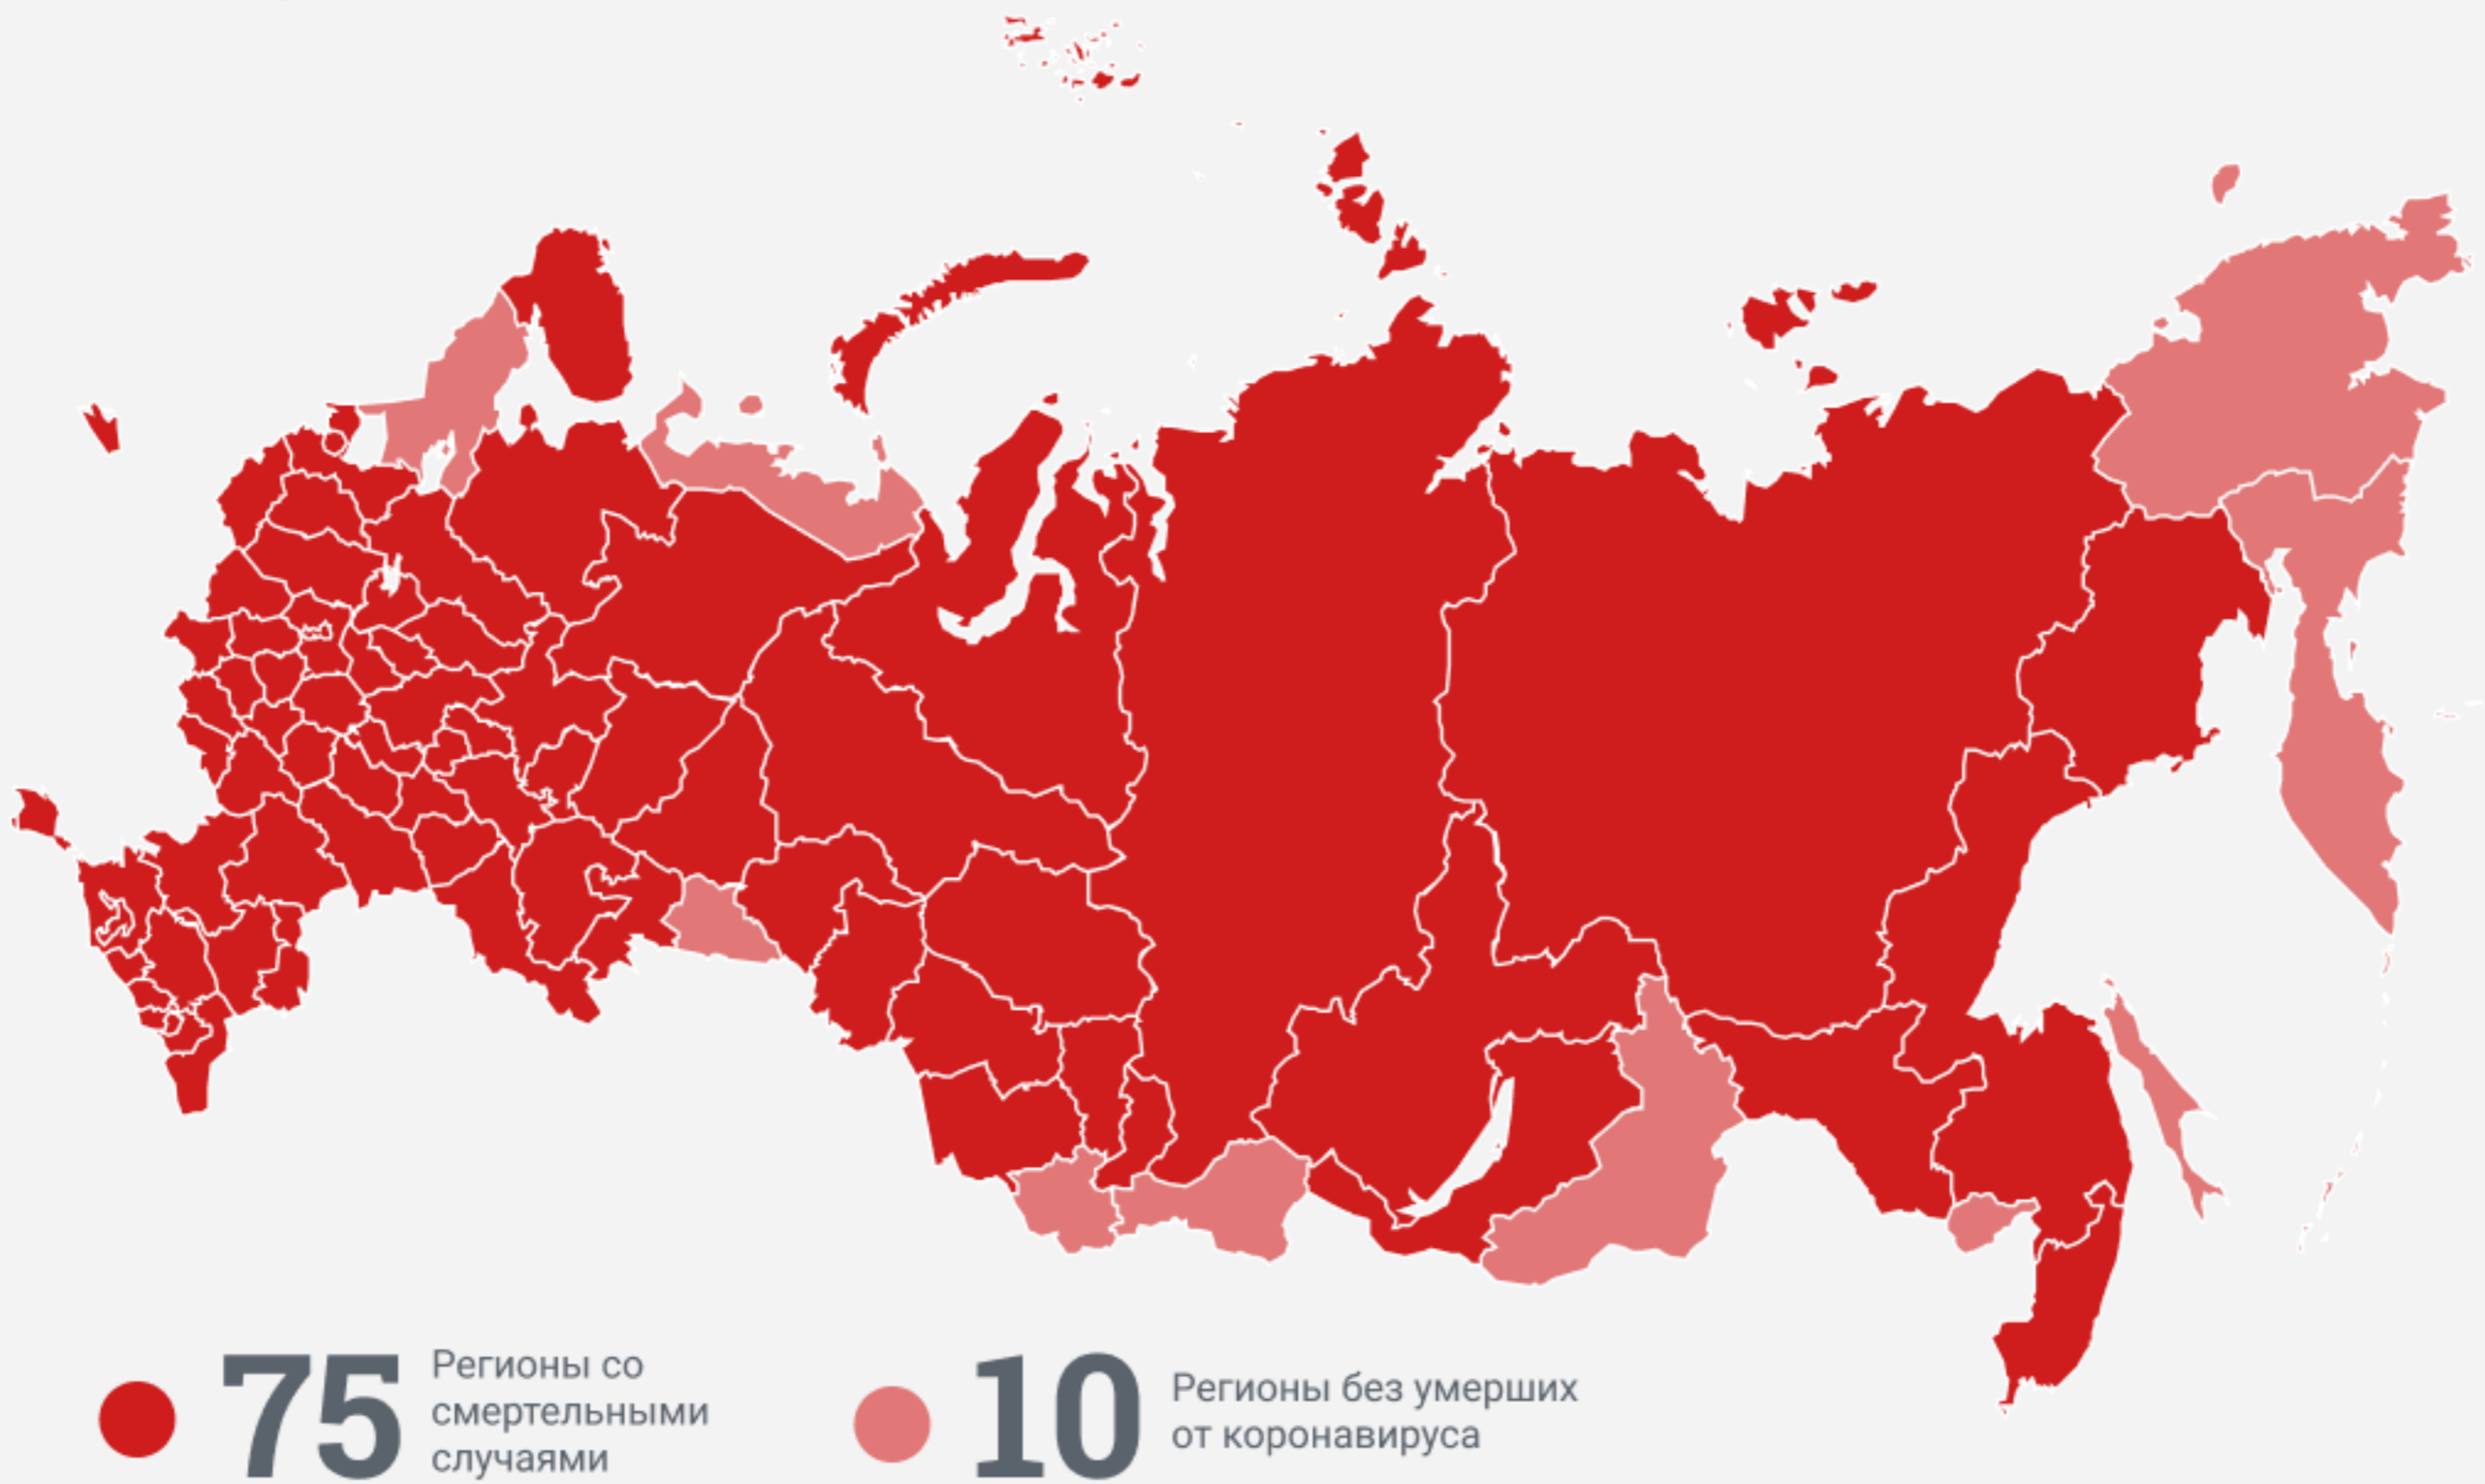 75
Регионы со
смертельными
случаями
10
Регионы без умерших
от коронавируса